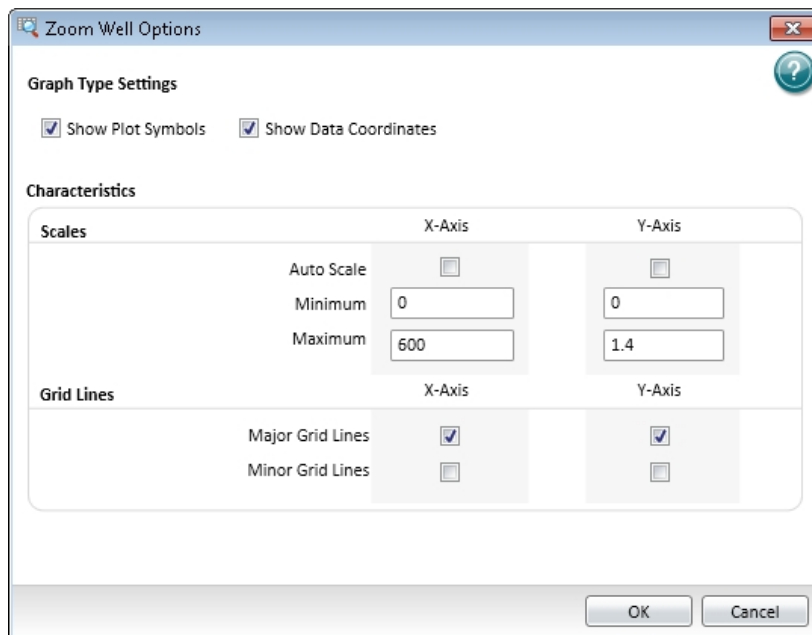 Zoom Well Options
?
Graph Type Settings
Show Plot Symbols Show Data Coordinates
Characteristics
Scales X-Axis Y-Axis
Auto Scale
Minimum 0 0
Maximum 600 1.4
Grid Lines X-Axis Y-Axis
Major Grid Lines
Minor Grid Lines
OK Cancel